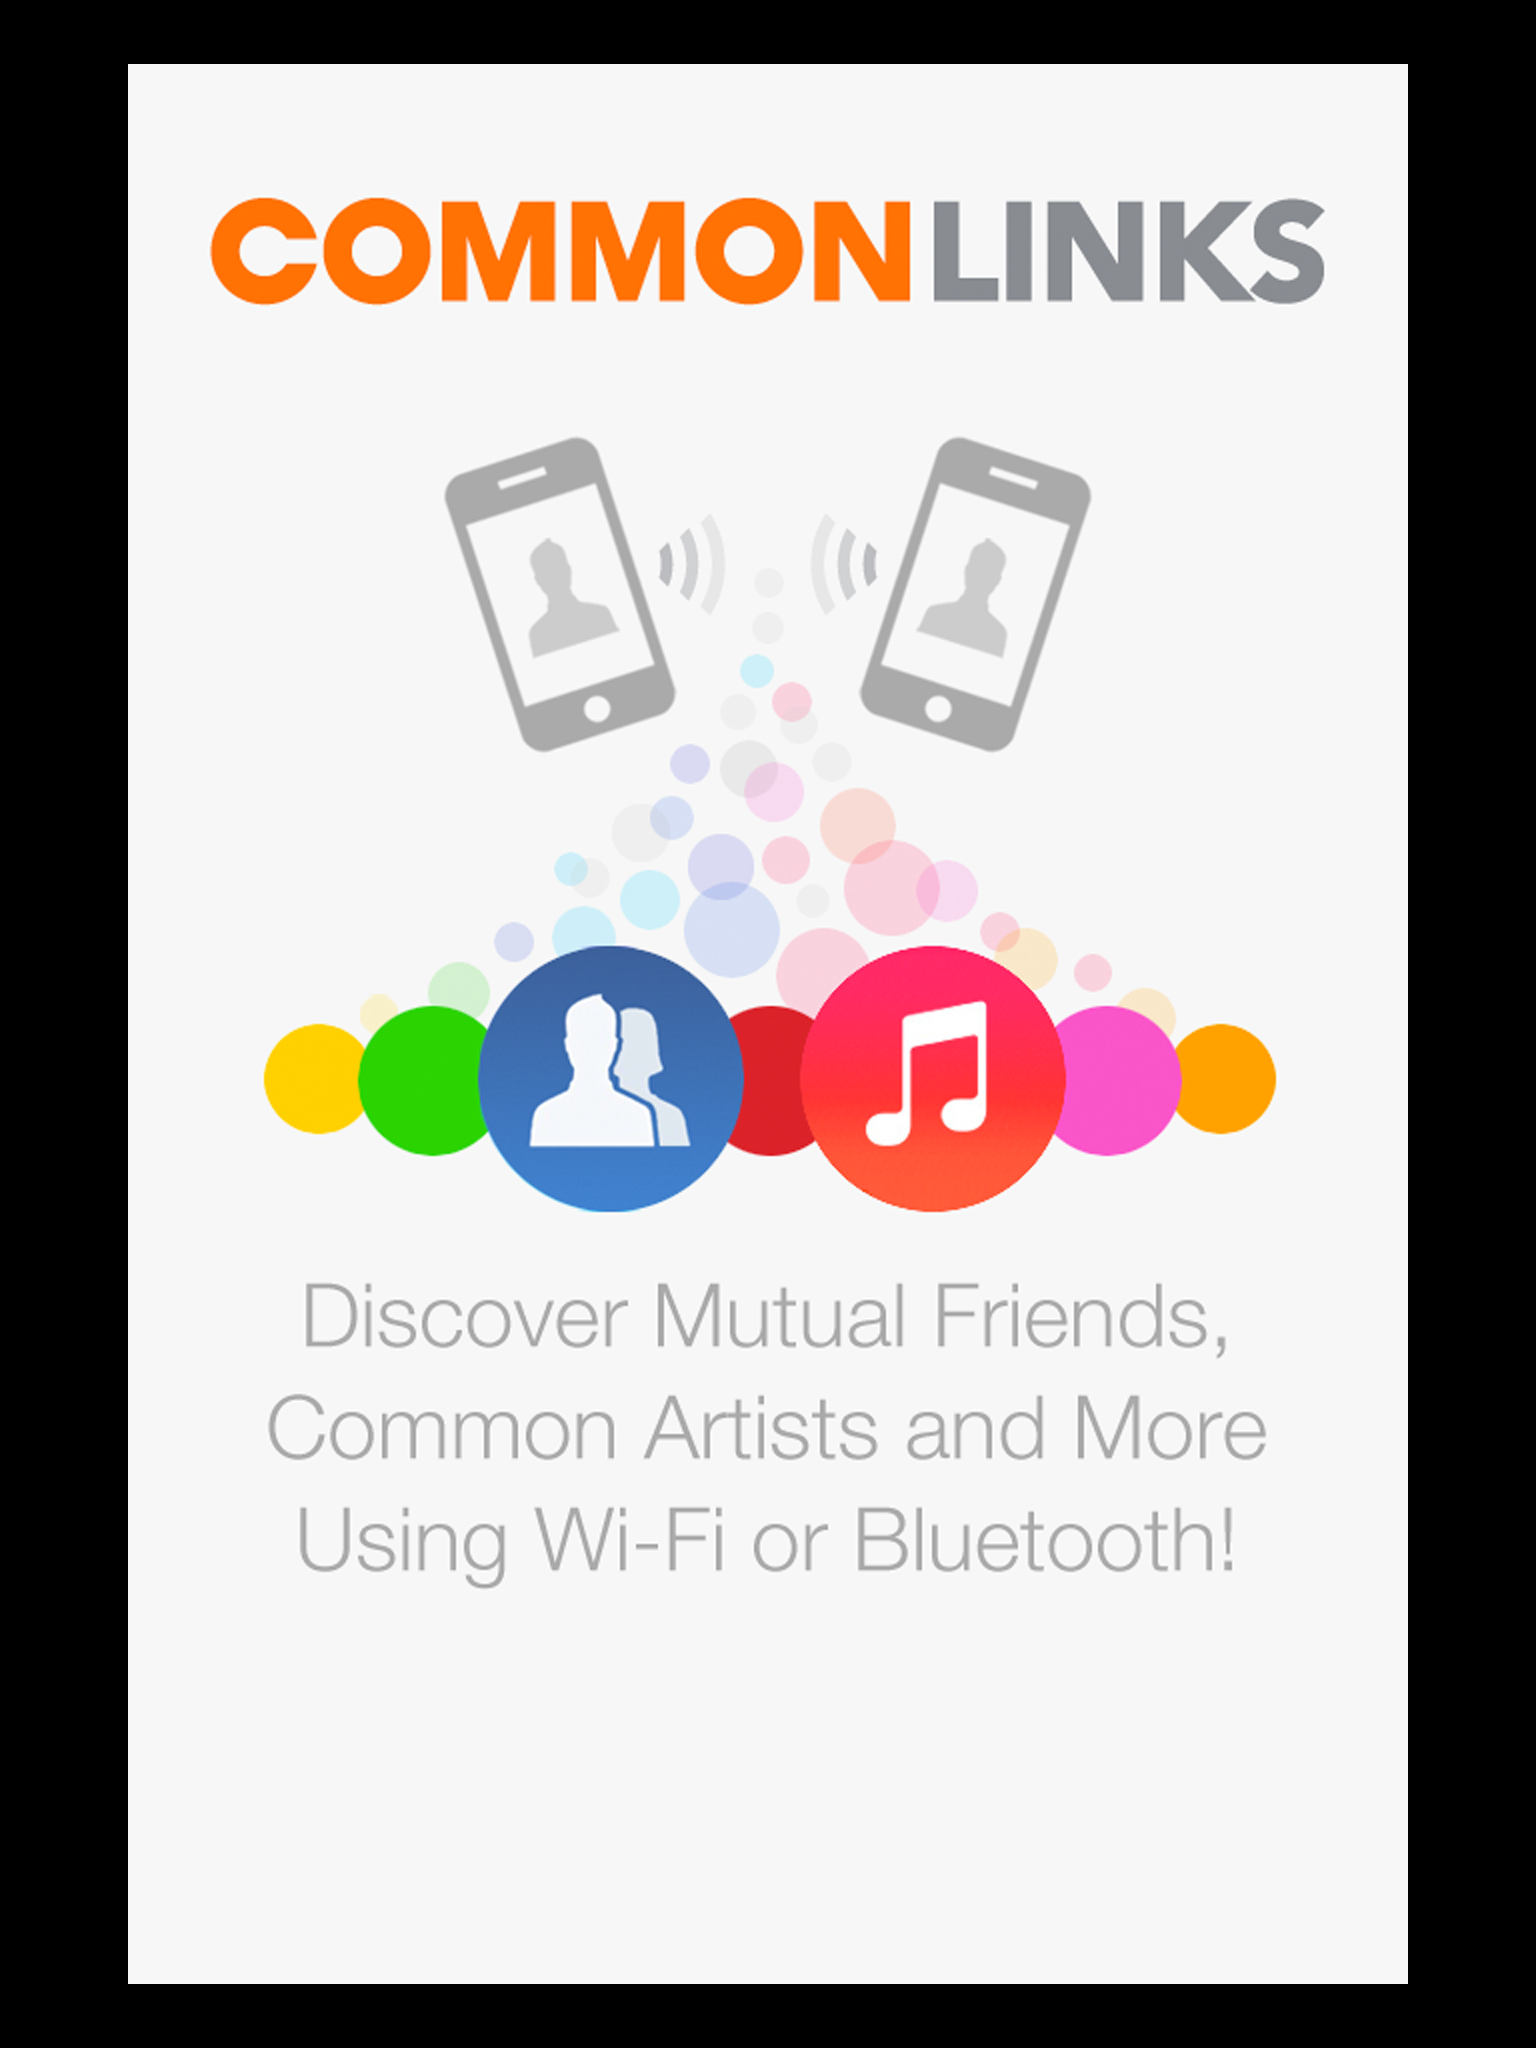 COMMONLINKS
Discover Mutual Friends,
Common Artists and More
Using Wi-Fi or Bluetooth!